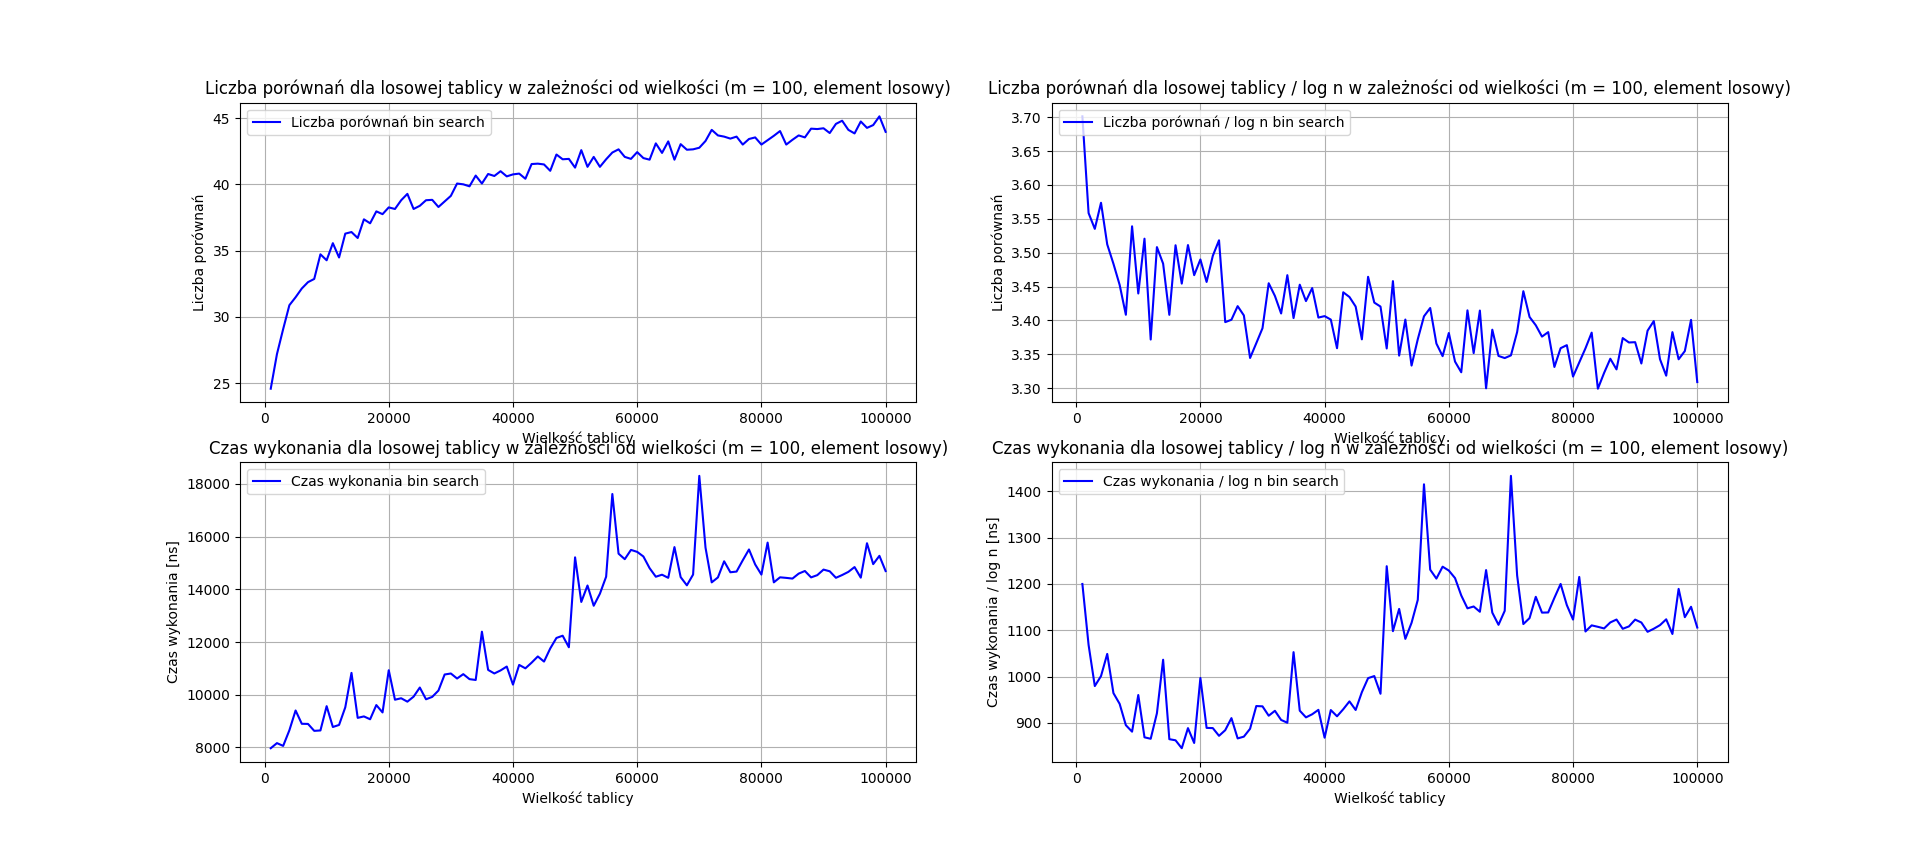 Liczba porównań dla losowej tablicy w zależności od wielkości (m = 100, element losowy)
Liczba porównań bin search
Liczba porównań
45
40
35
30
25
0 20000 40000 60000 80000 100000
Wielkość tablicy
Liczba porównań dla losowej tablicy / log n w zależności od wielkości (m = 100, element losowy)
Liczba porównań / log n bin search
Liczba porównań
3.70
3.65
3.60
3.55
3.50
3.45
3.40
3.35
3.30
0 20000 40000 60000 80000 100000
Wielkość tablicy
Czas wykonania dla losowej tablicy w zależności od wielkości (m = 100, element losowy)
Czas wykonania bin search
Czas wykonania [ns]
18000
16000
14000
12000
10000
8000
0 20000 40000 60000 80000 100000
Wielkość tablicy
Czas wykonania dla losowej tablicy / log n w zależności od wielkości (m = 100, element losowy)
Czas wykonania / log n bin search
Czas wykonania / log n [ns]
1400
1300
1200
1100
1000
900
0 20000 40000 60000 80000 100000
Wielkość tablicy